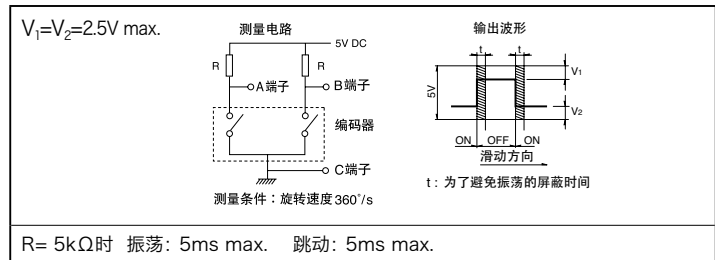 V₁=V₂=2.5V max.
测量电路
5V DC
R
R
A端子
B端子
编码器
C端子
测量条件：旋转速度360°/s
输出波形
t
t
V₁
5V
V₂
ON
OFF
ON
滑动方向
t：为了避免振荡的屏蔽时间
R= 5kΩ时 振荡: 5ms max. 跳动: 5ms max.